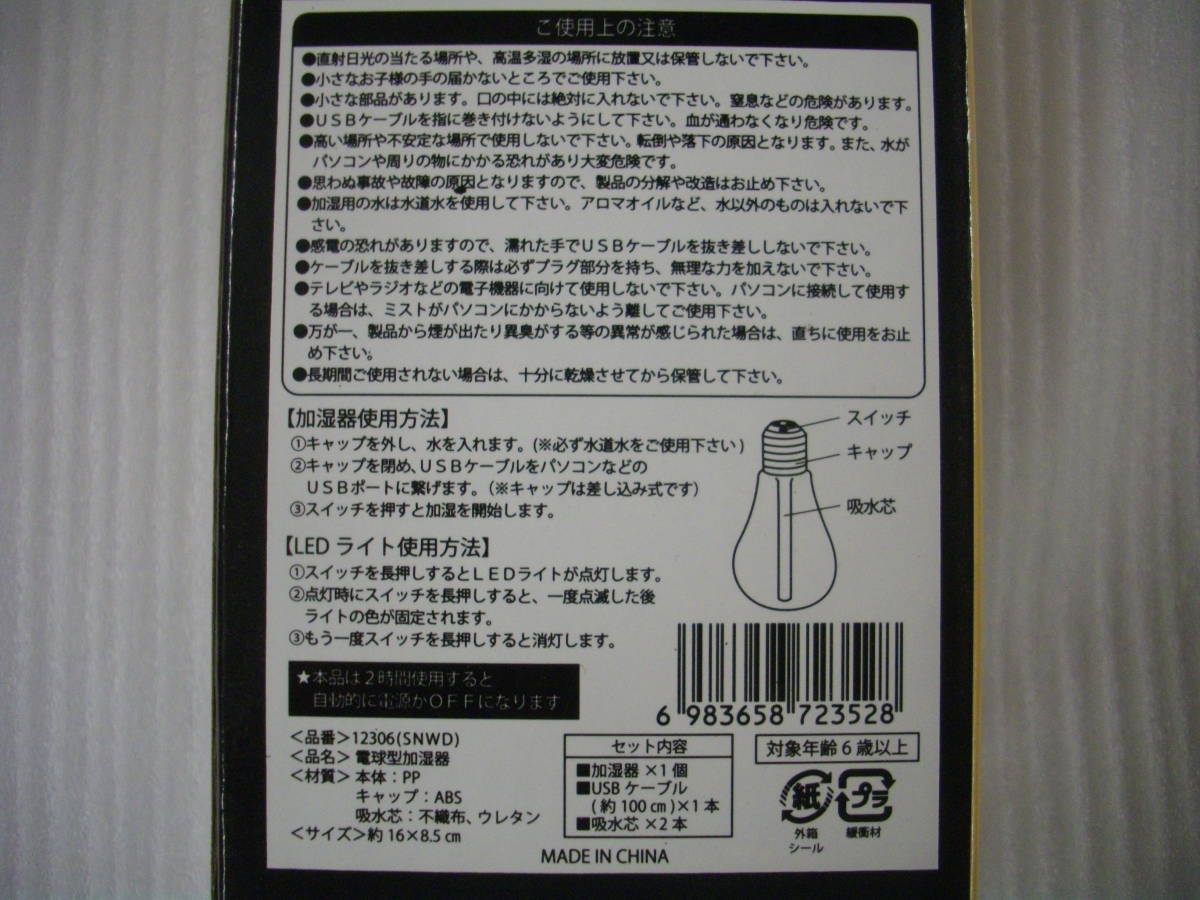 ご使用上の注意
●直射日光の当たる場所や、高温多湿の場所に放置又は保管しないで下さい。
●小さなお子様の手の届かないところでご使用下さい。
●小さな部品があります。口の中には絶対に入れないで下さい。窒息などの危険があります。
●USBケーブルを指に巻き付けないようにして下さい。血が通わなくなり危険です。
●高い場所や不安定な場所で使用しないで下さい。転倒や落下の原因となります。また、水が
パソコンや周りの物にかかる恐れがあり大変危険です。
●思わぬ事故や故障の原因となりますので、製品の分解や改造はお止め下さい。
●加湿用の水は水道水を使用して下さい。アロマオイルなど、水以外のものは入れないで下
さい。
●感電の恐れがありますので、濡れた手でUSBケーブルを抜き差ししないで下さい。
●ケーブルを抜き差しする際は必ずプラグ部分を持ち、無理な力を加えないで下さい。
●テレビやラジオなどの電子機器に向けて使用しないで下さい。パソコンに接続して使用す
る場合は、ミストがパソコンにかからないよう離してご使用下さい。
●万が一、製品から煙が出たり異臭がする等の異常が感じられた場合は、直ちに使用をお止
め下さい。
●長期間ご使用されない場合は、十分に乾燥させてから保管して下さい。
【加湿器使用方法】
①キャップを外し、水を入れます。(※必ず水道水をご使用下さい)
②キャップを閉め、USBケーブルをパソコンなどの
USBポートに繋げます。(※キャップは差し込み式です)
③スイッチを押すと加湿を開始します。
スイッチ
キャップ
吸水芯
【LED ライト使用方法】
①スイッチを長押しするとLEDライトが点灯します。
②点灯時にスイッチを長押しすると、一度点滅した後
ライトの色が固定されます。
③もう一度スイッチを長押しすると消灯します。
★本品は2時間使用すると
自動的に電源がOFFになります
6 983658 723528
<品番>12306(SNWD)
<品名> 電球型加湿器
<材質> 本体：PP
キャップ：ABS
吸水芯：不織布、ウレタン
<サイズ>約16×8.5㎝
セット内容
■加湿器 ×1個
■USB ケーブル
(約100㎝)×1本
■吸水芯 ×2本
対象年齢6歳以上
紙
外箱
シール
プラ
緩衝材
MADE IN CHINA